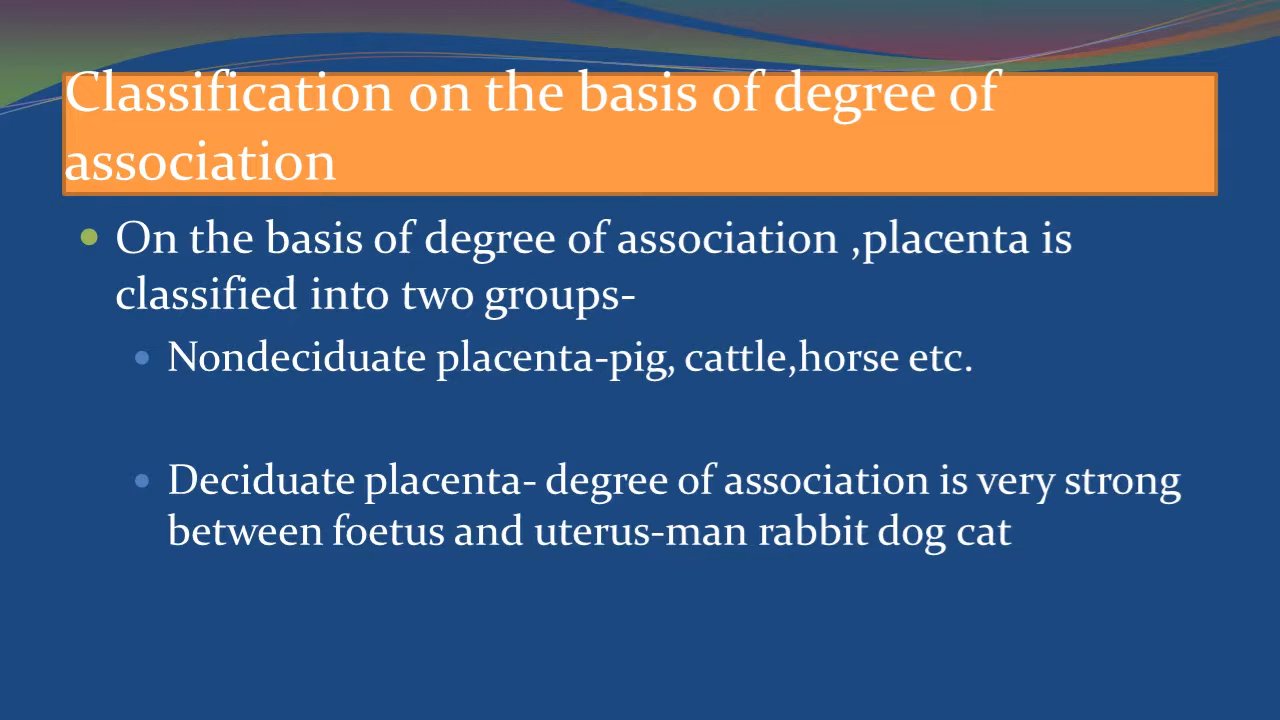 Classification on the basis of degree of
association
On the basis of degree of association ,placenta is
classified into two groups-
Nondeciduate placenta-pig, cattle,horse etc.
Deciduate placenta- degree of association is very strong
between foetus and uterus-man rabbit dog cat